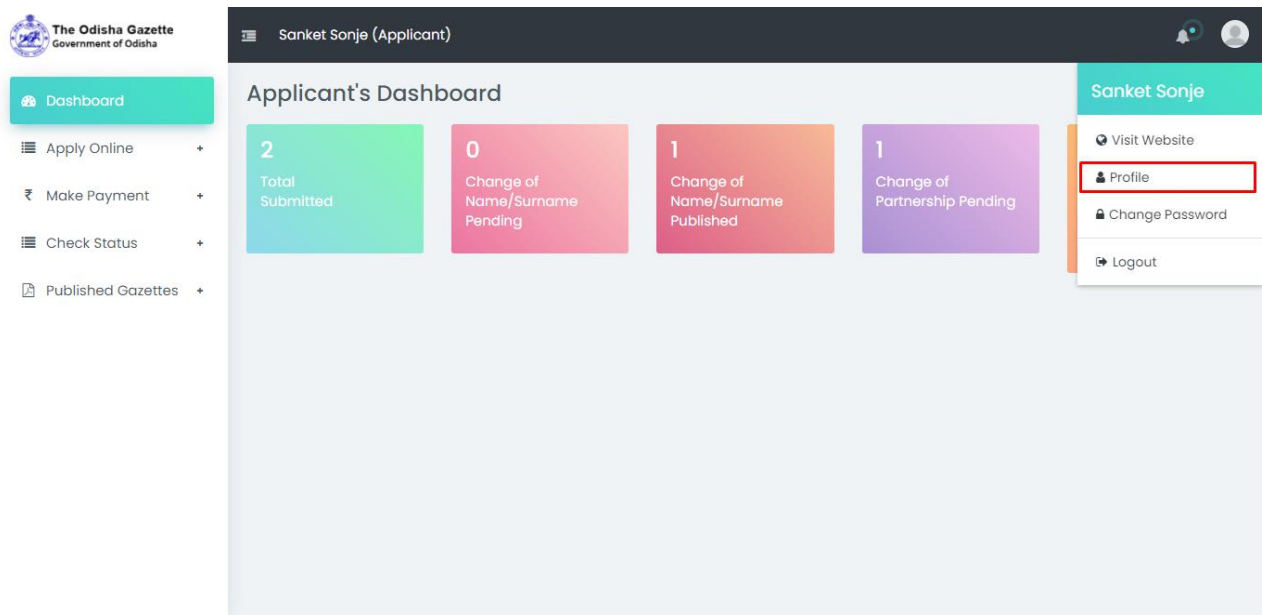 The Odisha Gazette
Government of Odisha
Sanket Sonje (Applicant)
Dashboard
Apply Online +
₹ Make Payment +
Check Status +
Published Gazettes +
Applicant's Dashboard
2
Total
Submitted
0
Change of
Name/Surname
Pending
1
Change of
Name/Surname
Published
1
Change of
Partnership Pending
Sanket Sonje
Visit Website
Profile
Change Password
Logout